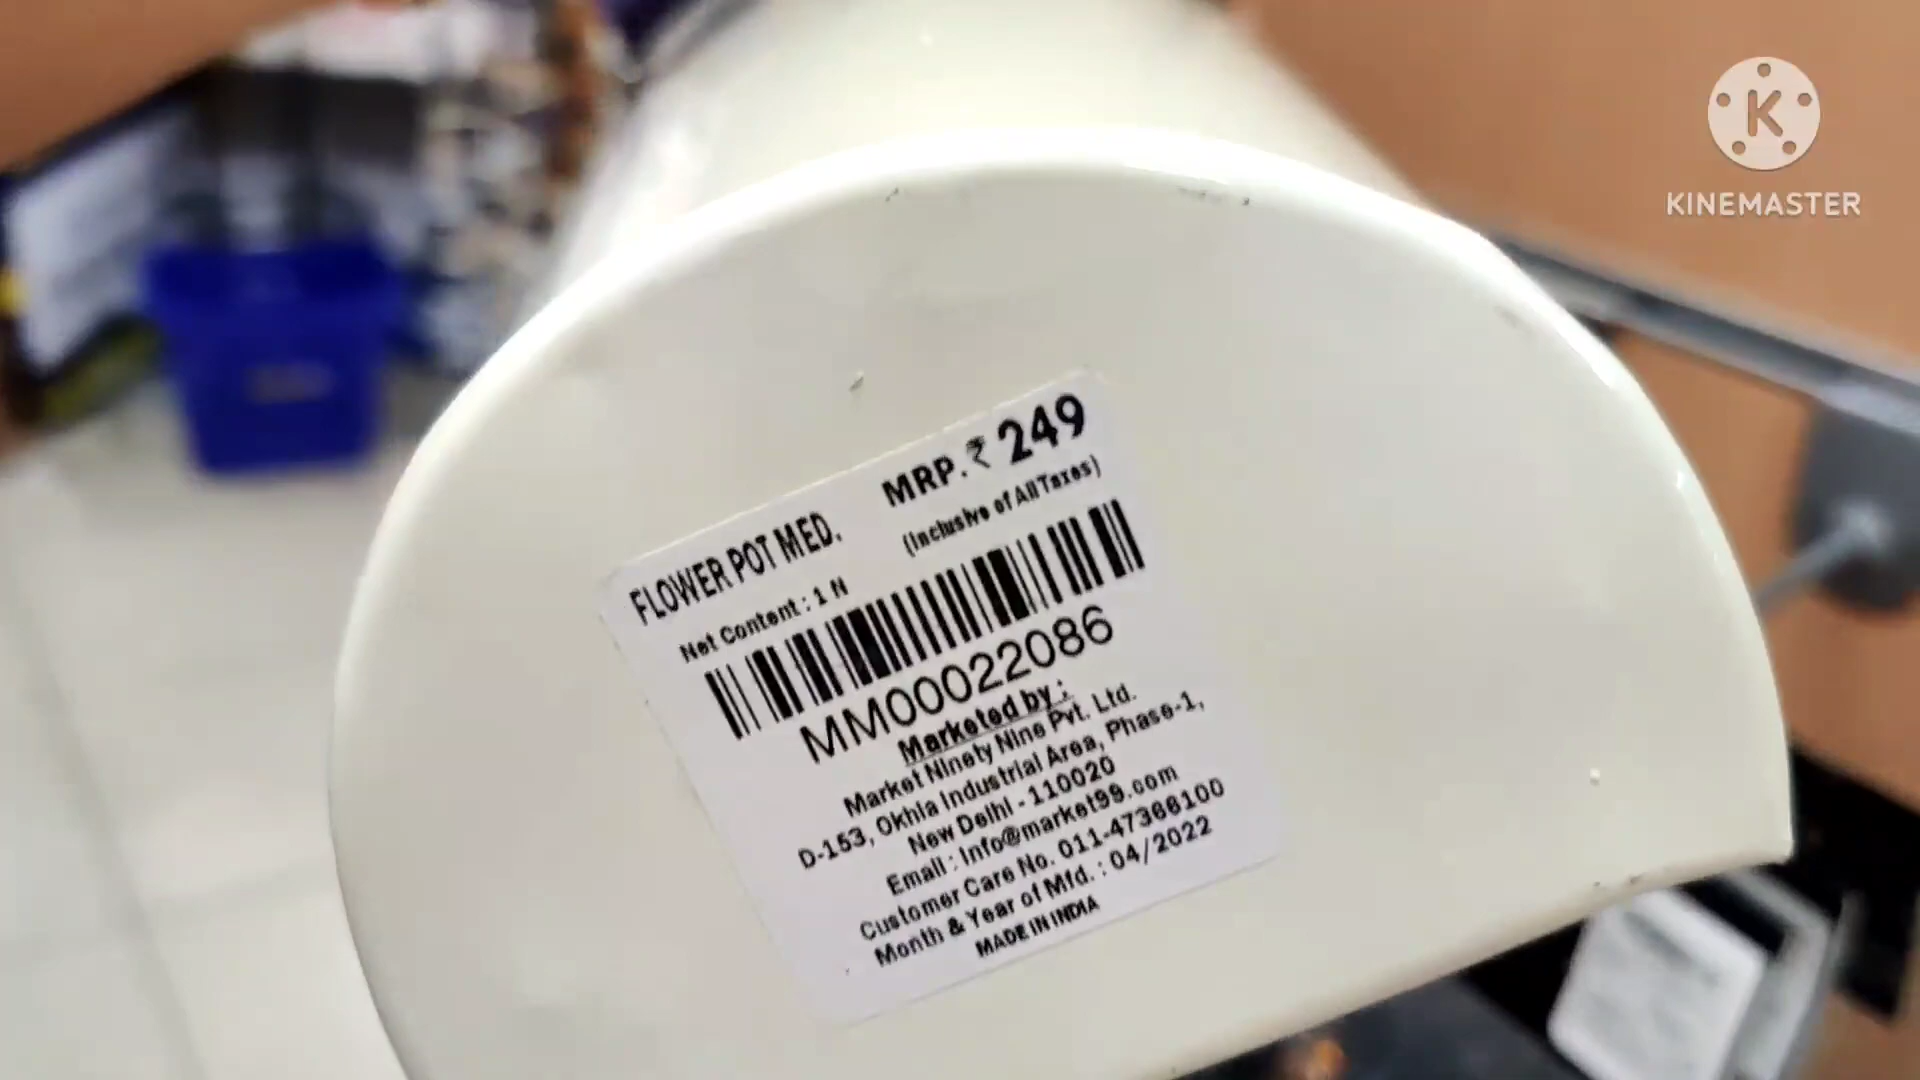 KINEMASTER
FLOWER POT MED.
MRP. ₹ 249
(Inclusive of All Taxes)
Net Content : 1 N
MM00022086
Marketed by :
Market Ninety Nine Pvt. Ltd.
D-153, Okhla Industrial Area, Phase-1,
New Delhi - 110020
Email : Info@market99.com
Customer Care No. 011-47366100
Month & Year of Mfd. : 04/2022
MADE IN INDIA